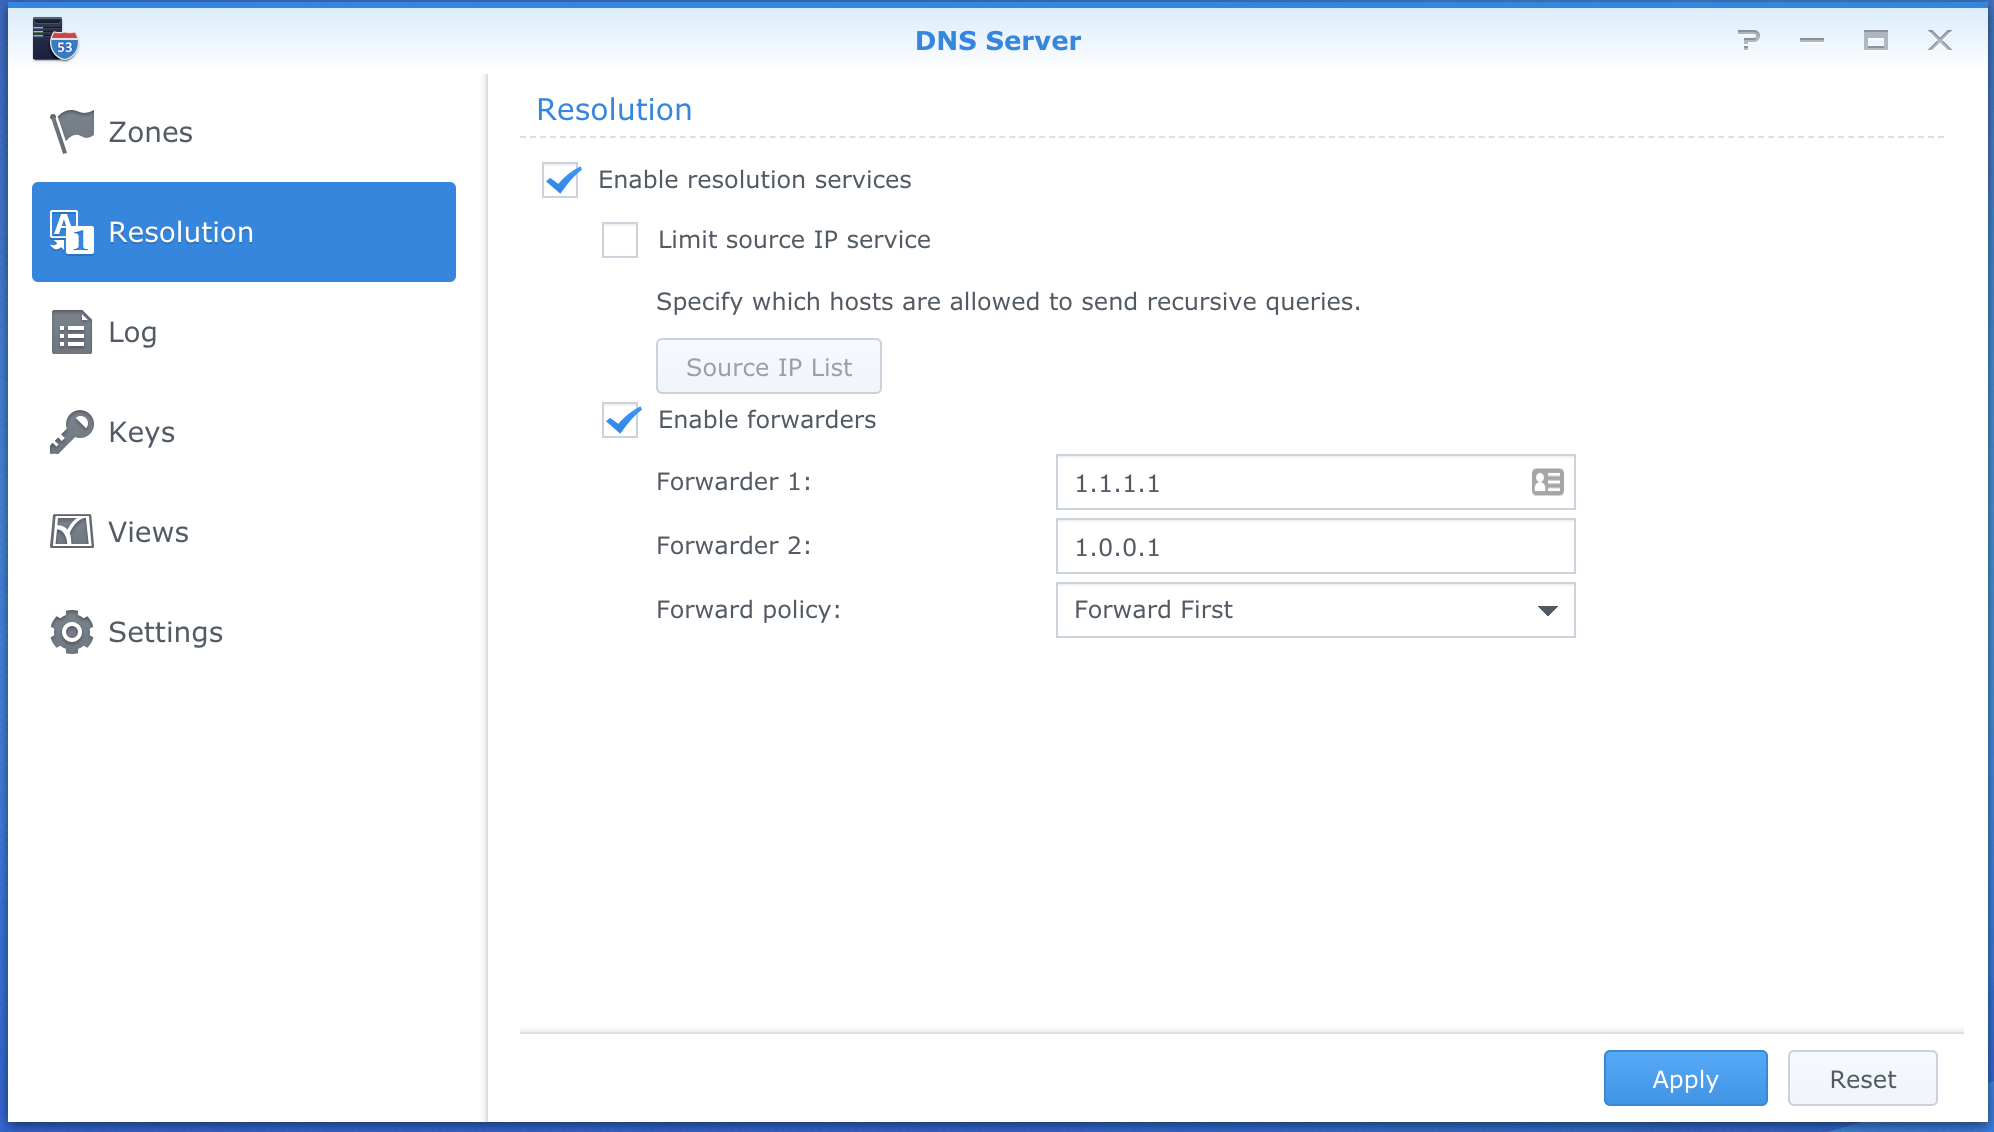 53
DNS Server
Zones
Resolution
Log
Keys
Views
Settings
Resolution
Enable resolution services
Limit source IP service
Specify which hosts are allowed to send recursive queries.
Source IP List
Enable forwarders
Forwarder 1: 1.1.1.1
Forwarder 2: 1.0.0.1
Forward policy: Forward First
Apply Reset